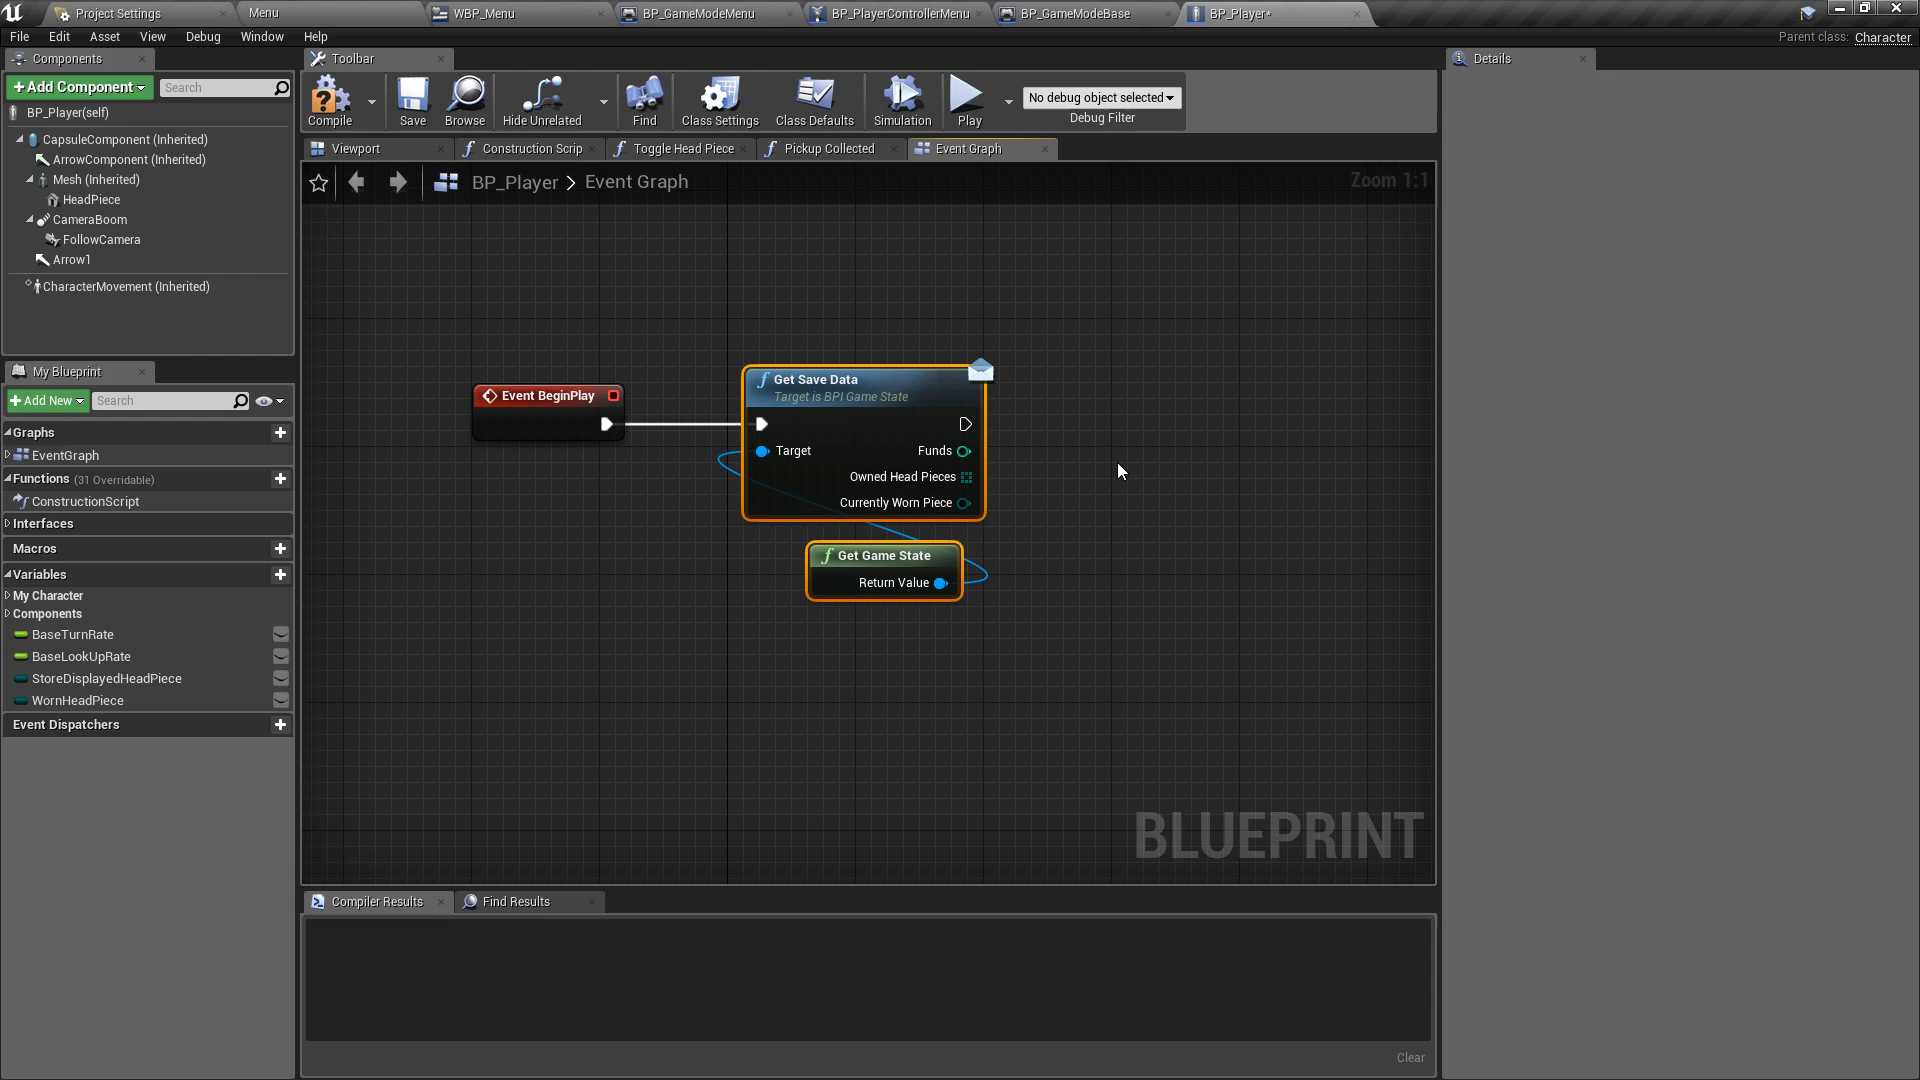 Project Settings
Menu
WBP_Menu
BP_GameModeMenu
BP_PlayerControllerMenu
BP_GameModeBase
BP_Player*
File Edit Asset View Debug Window Help
Parent class: Character
Components
+Add Component
Search
BP_Player(self)
CapsuleComponent (Inherited)
ArrowComponent (Inherited)
Mesh (Inherited)
HeadPiece
CameraBoom
FollowCamera
Arrow1
CharacterMovement (Inherited)
My Blueprint
+Add New
Search
Graphs
EventGraph
Functions (31 Overridable)
ConstructionScript
Interfaces
Macros
Variables
My Character
Components
BaseTurnRate
BaseLookUpRate
StoreDisplayedHeadPiece
WornHeadPiece
Event Dispatchers
Toolbar
Compile
Save
Browse
Hide Unrelated
Find
Class Settings
Class Defaults
Simulation
Play
No debug object selected
Debug Filter
Viewport
Construction Scrip
Toggle Head Piece
Pickup Collected
Event Graph
BP_Player > Event Graph
Zoom 1:1
Event BeginPlay
Get Save Data
Target is BPI Game State
Target
Funds
Owned Head Pieces
Currently Worn Piece
Get Game State
Return Value
BLUEPRINT
Compiler Results
Find Results
Clear
Details